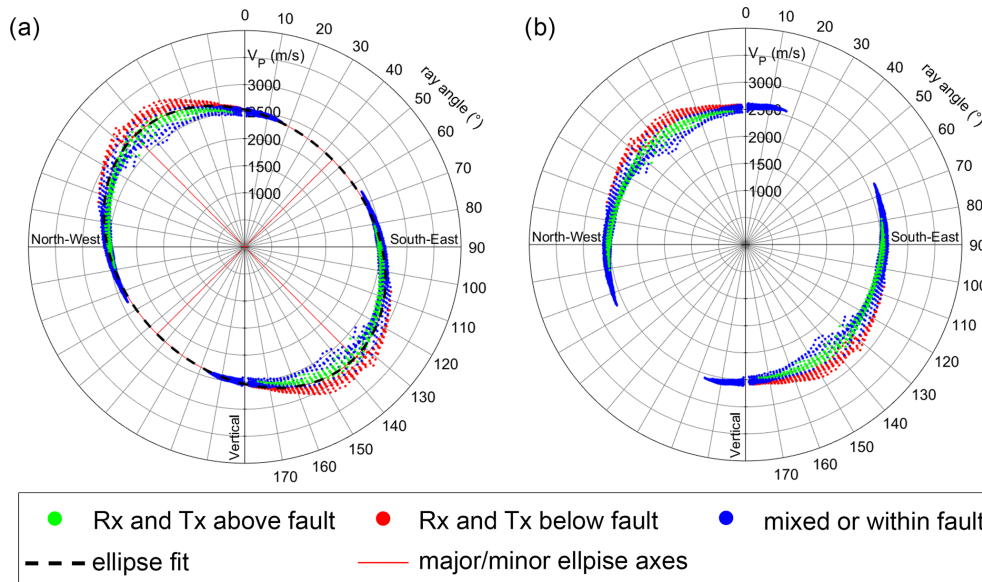 (a)
0
10
20
30
40
50
60
70
80
90
100
110
120
130
140
150
160
170
ray angle (°)
V_P (m/s)
3000
2500
2000
1500
1000
North-West
South-East
Vertical
(b)
0
10
20
30
40
50
60
70
80
90
100
110
120
130
140
150
160
170
ray angle (°)
V_P (m/s)
3000
2500
2000
1500
1000
North-West
South-East
Vertical
Rx and Tx above fault
Rx and Tx below fault
mixed or within fault
ellipse fit
major/minor ellpise axes